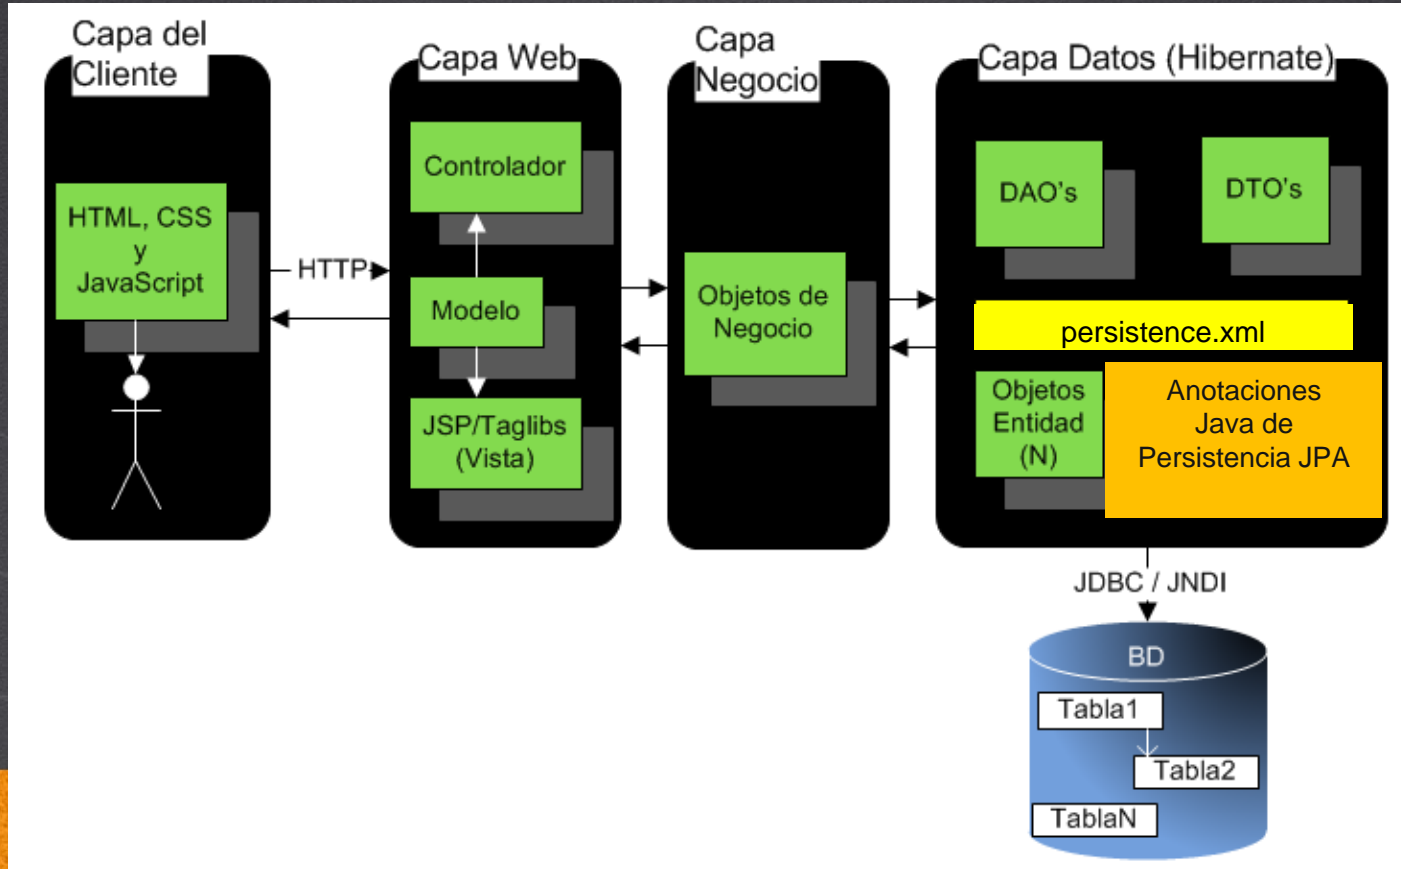 Capa del
Cliente
HTML, CSS
y
JavaScript
HTTP
Capa Web
Controlador
Modelo
JSP/Taglibs
(Vista)
Capa
Negocio
Objetos de
Negocio
Capa Datos (Hibernate)
DAO's
DTO's
persistence.xml
Objetos
Entidad
(N)
Anotaciones
Java de
Persistencia JPA
JDBC / JNDI
BD
Tabla1
Tabla2
TablaN